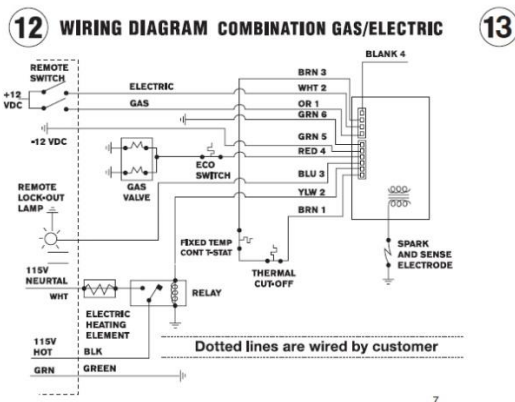 12 WIRING DIAGRAM COMBINATION GAS/ELECTRIC
13
BLANK 4
REMOTE
SWITCH
BRN 3
+12
VDC
ELECTRIC
WHT 2
GAS
OR 1
GRN 6
-12 VDC
GRN 5
RED 4
ECO
SWITCH
GAS
VALVE
BLU 3
REMOTE
LOCK-OUT
LAMP
YLW 2
BRN 1
FIXED TEMP
CONT T-STAT
THERMAL
CUT-OFF
SPARK
AND SENSE
ELECTRODE
115V
NEURTAL
WHT
RELAY
ELECTRIC
HEATING
ELEMENT
115V
HOT
BLK
Dotted lines are wired by customer
GRN
GREEN
7